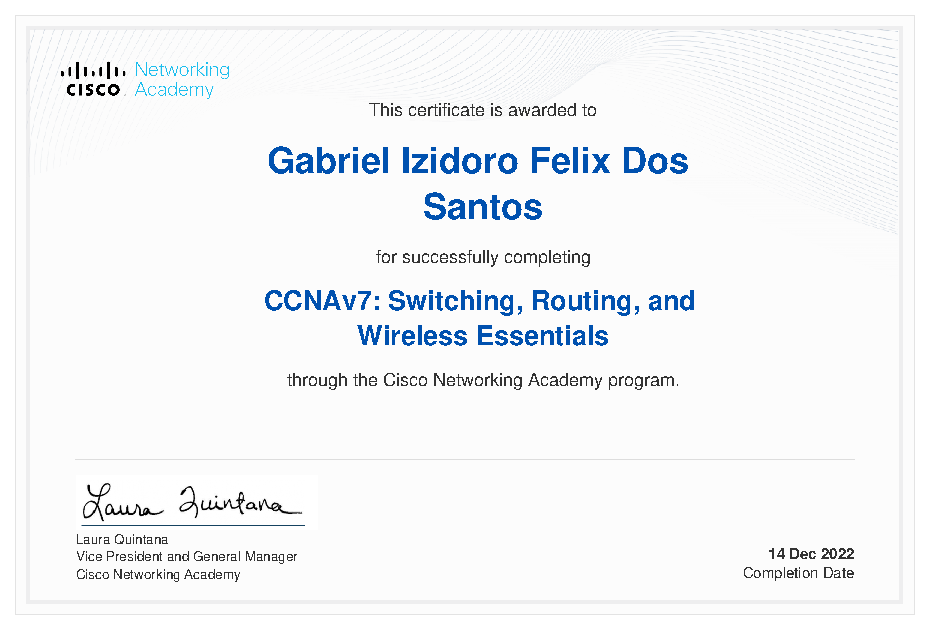 Networking
CISCO Academy
This certificate is awarded to
Gabriel Izidoro Felix Dos
Santos
for successfully completing
CCNAv7: Switching, Routing, and
Wireless Essentials
through the Cisco Networking Academy program.
Laura Quintana
Laura Quintana
Vice President and General Manager
Cisco Networking Academy
14 Dec 2022
Completion Date